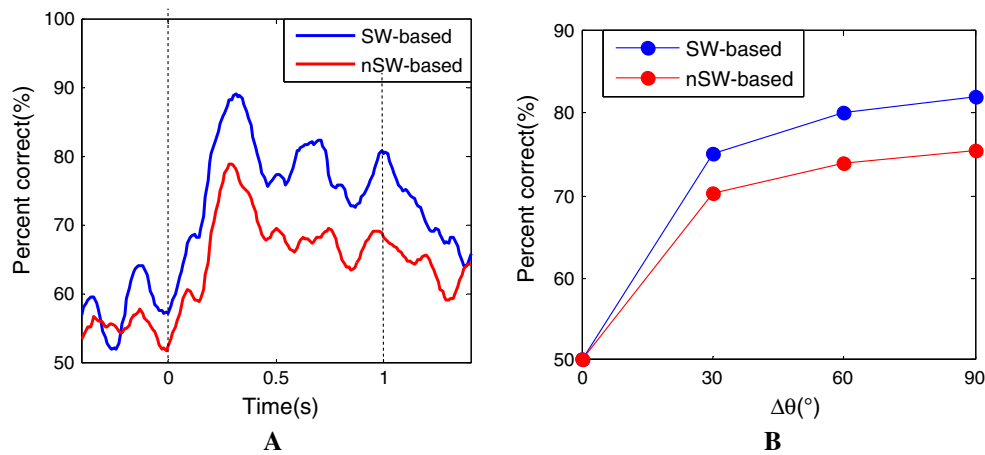 100
90
80
70
60
50
Percent correct(%)
SW-based
nSW-based
0
0.5
1
Time(s)
A
90
80
70
60
50
Percent correct(%)
SW-based
nSW-based
0
30
60
90
Δθ(°)
B